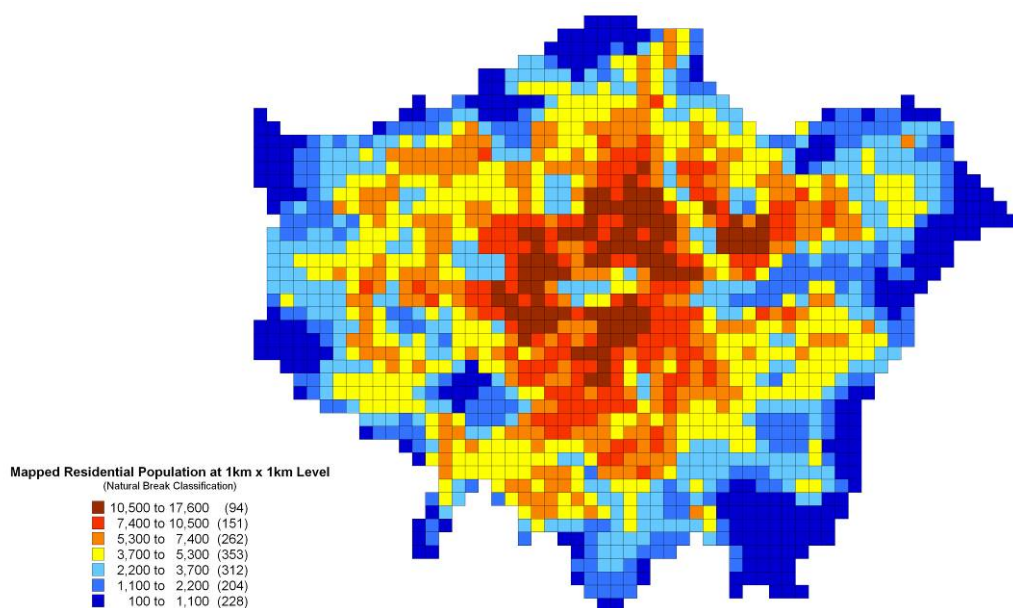 Mapped Residential Population at 1km x 1km Level
(Natural Break Classification)
10,500 to 17,600 (94)
7,400 to 10,500 (151)
5,300 to 7,400 (262)
3,700 to 5,300 (353)
2,200 to 3,700 (312)
1,100 to 2,200 (204)
100 to 1,100 (228)